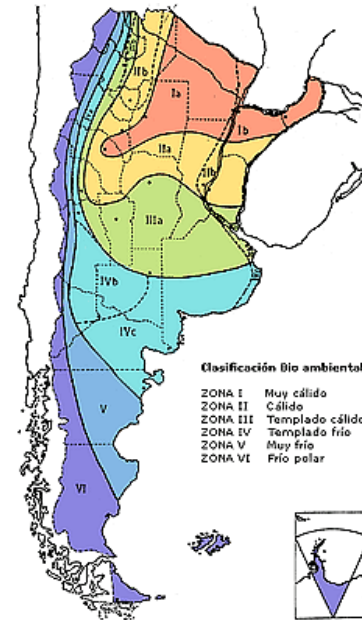 IIb
Ia
Ib
IIa
IIb
IIIa
IVb
IVc
V
VI
Clasificación Bio ambiental
ZONA I Muy cálido
ZONA II Cálido
ZONA III Templado cálido
ZONA IV Templado frío
ZONA V Muy frío
ZONA VI Frío polar